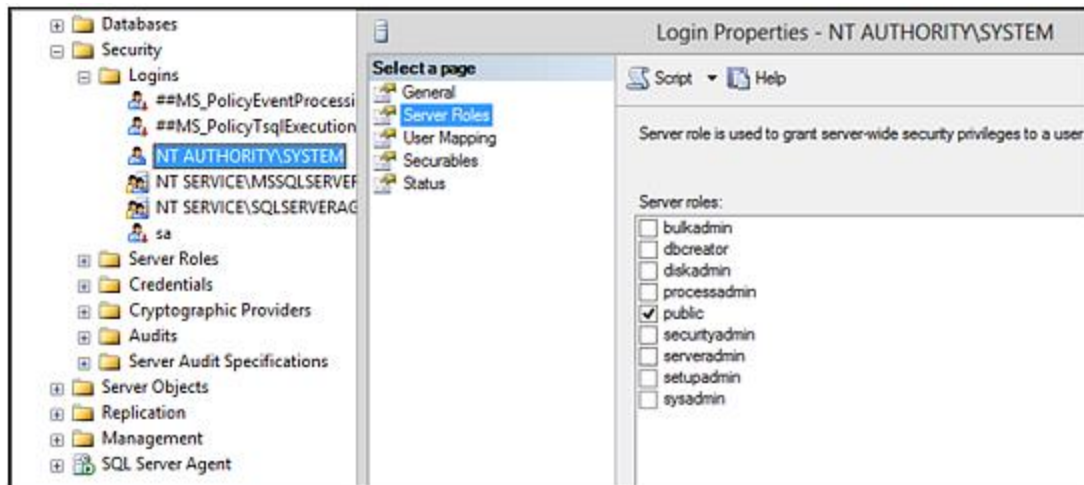 Databases
Security
Logins
##MS_PolicyEventProcessi
##MS_PolicyTsqlExecution
NT AUTHORITY\SYSTEM
NT SERVICE\MSSQLSERVER
NT SERVICE\SQLSERVERAG
sa
Server Roles
Credentials
Cryptographic Providers
Audits
Server Audit Specifications
Server Objects
Replication
Management
SQL Server Agent
Login Properties - NT AUTHORITY\SYSTEM
Select a page
General
Server Roles
User Mapping
Securables
Status
Script Help
Server role is used to grant server-wide security privileges to a user
Server roles:
bulkadmin
dbcreator
diskadmin
processadmin
public
securityadmin
serveradmin
setupadmin
sysadmin